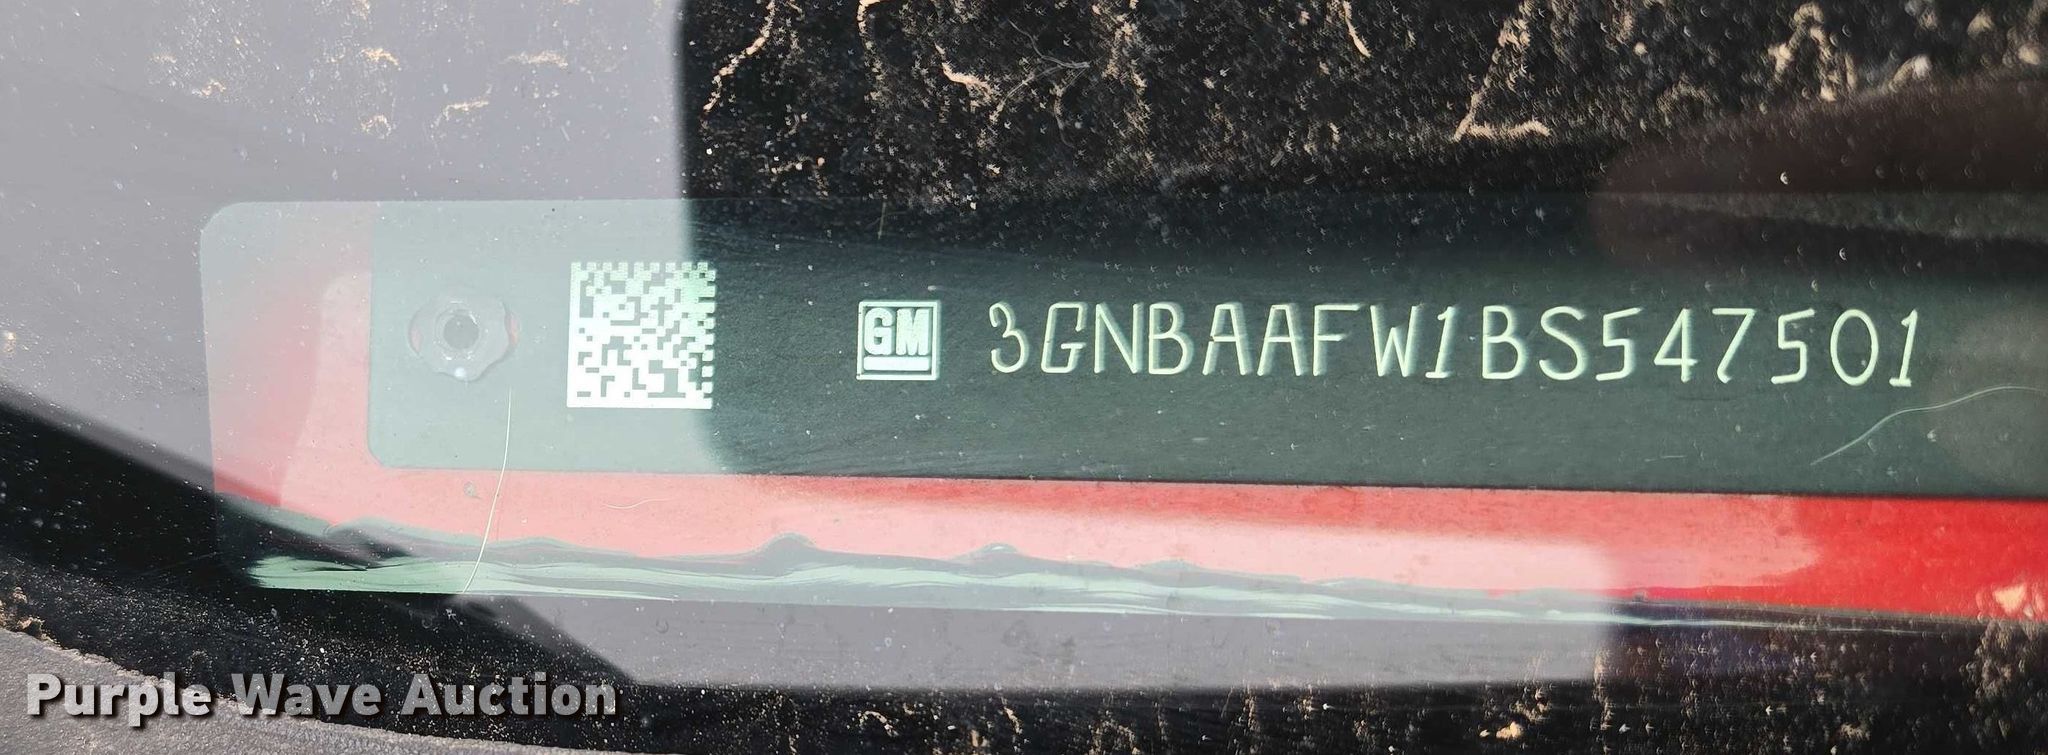 GM 3GNBAAFW1BS547501
Purple Wave Auction